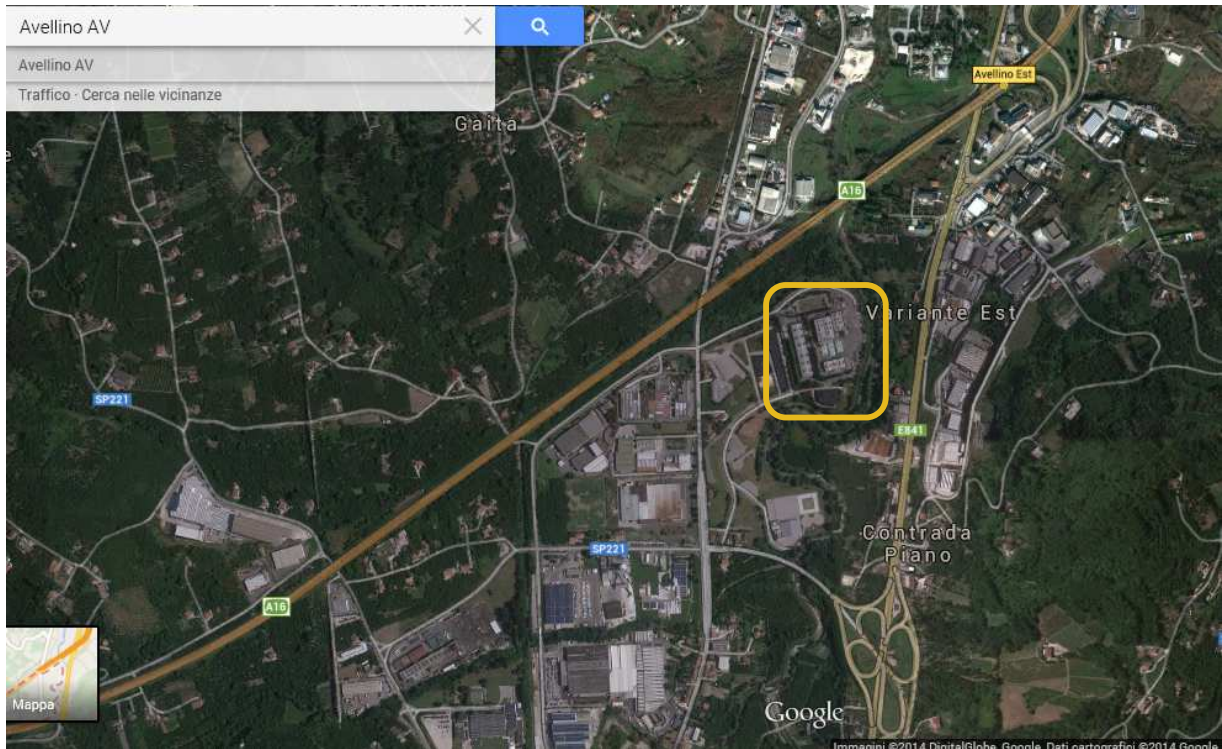 Avellino AV
Avellino AV
Traffico · Cerca nelle vicinanze
Avellino Est
Gaita
A16
Variante Est
SP221
E841
Contrada
Piano
SP221
A16
Mappa
Google
Immagini ©2014 DigitalGlobe, Google, Dati cartografici ©2014 Google